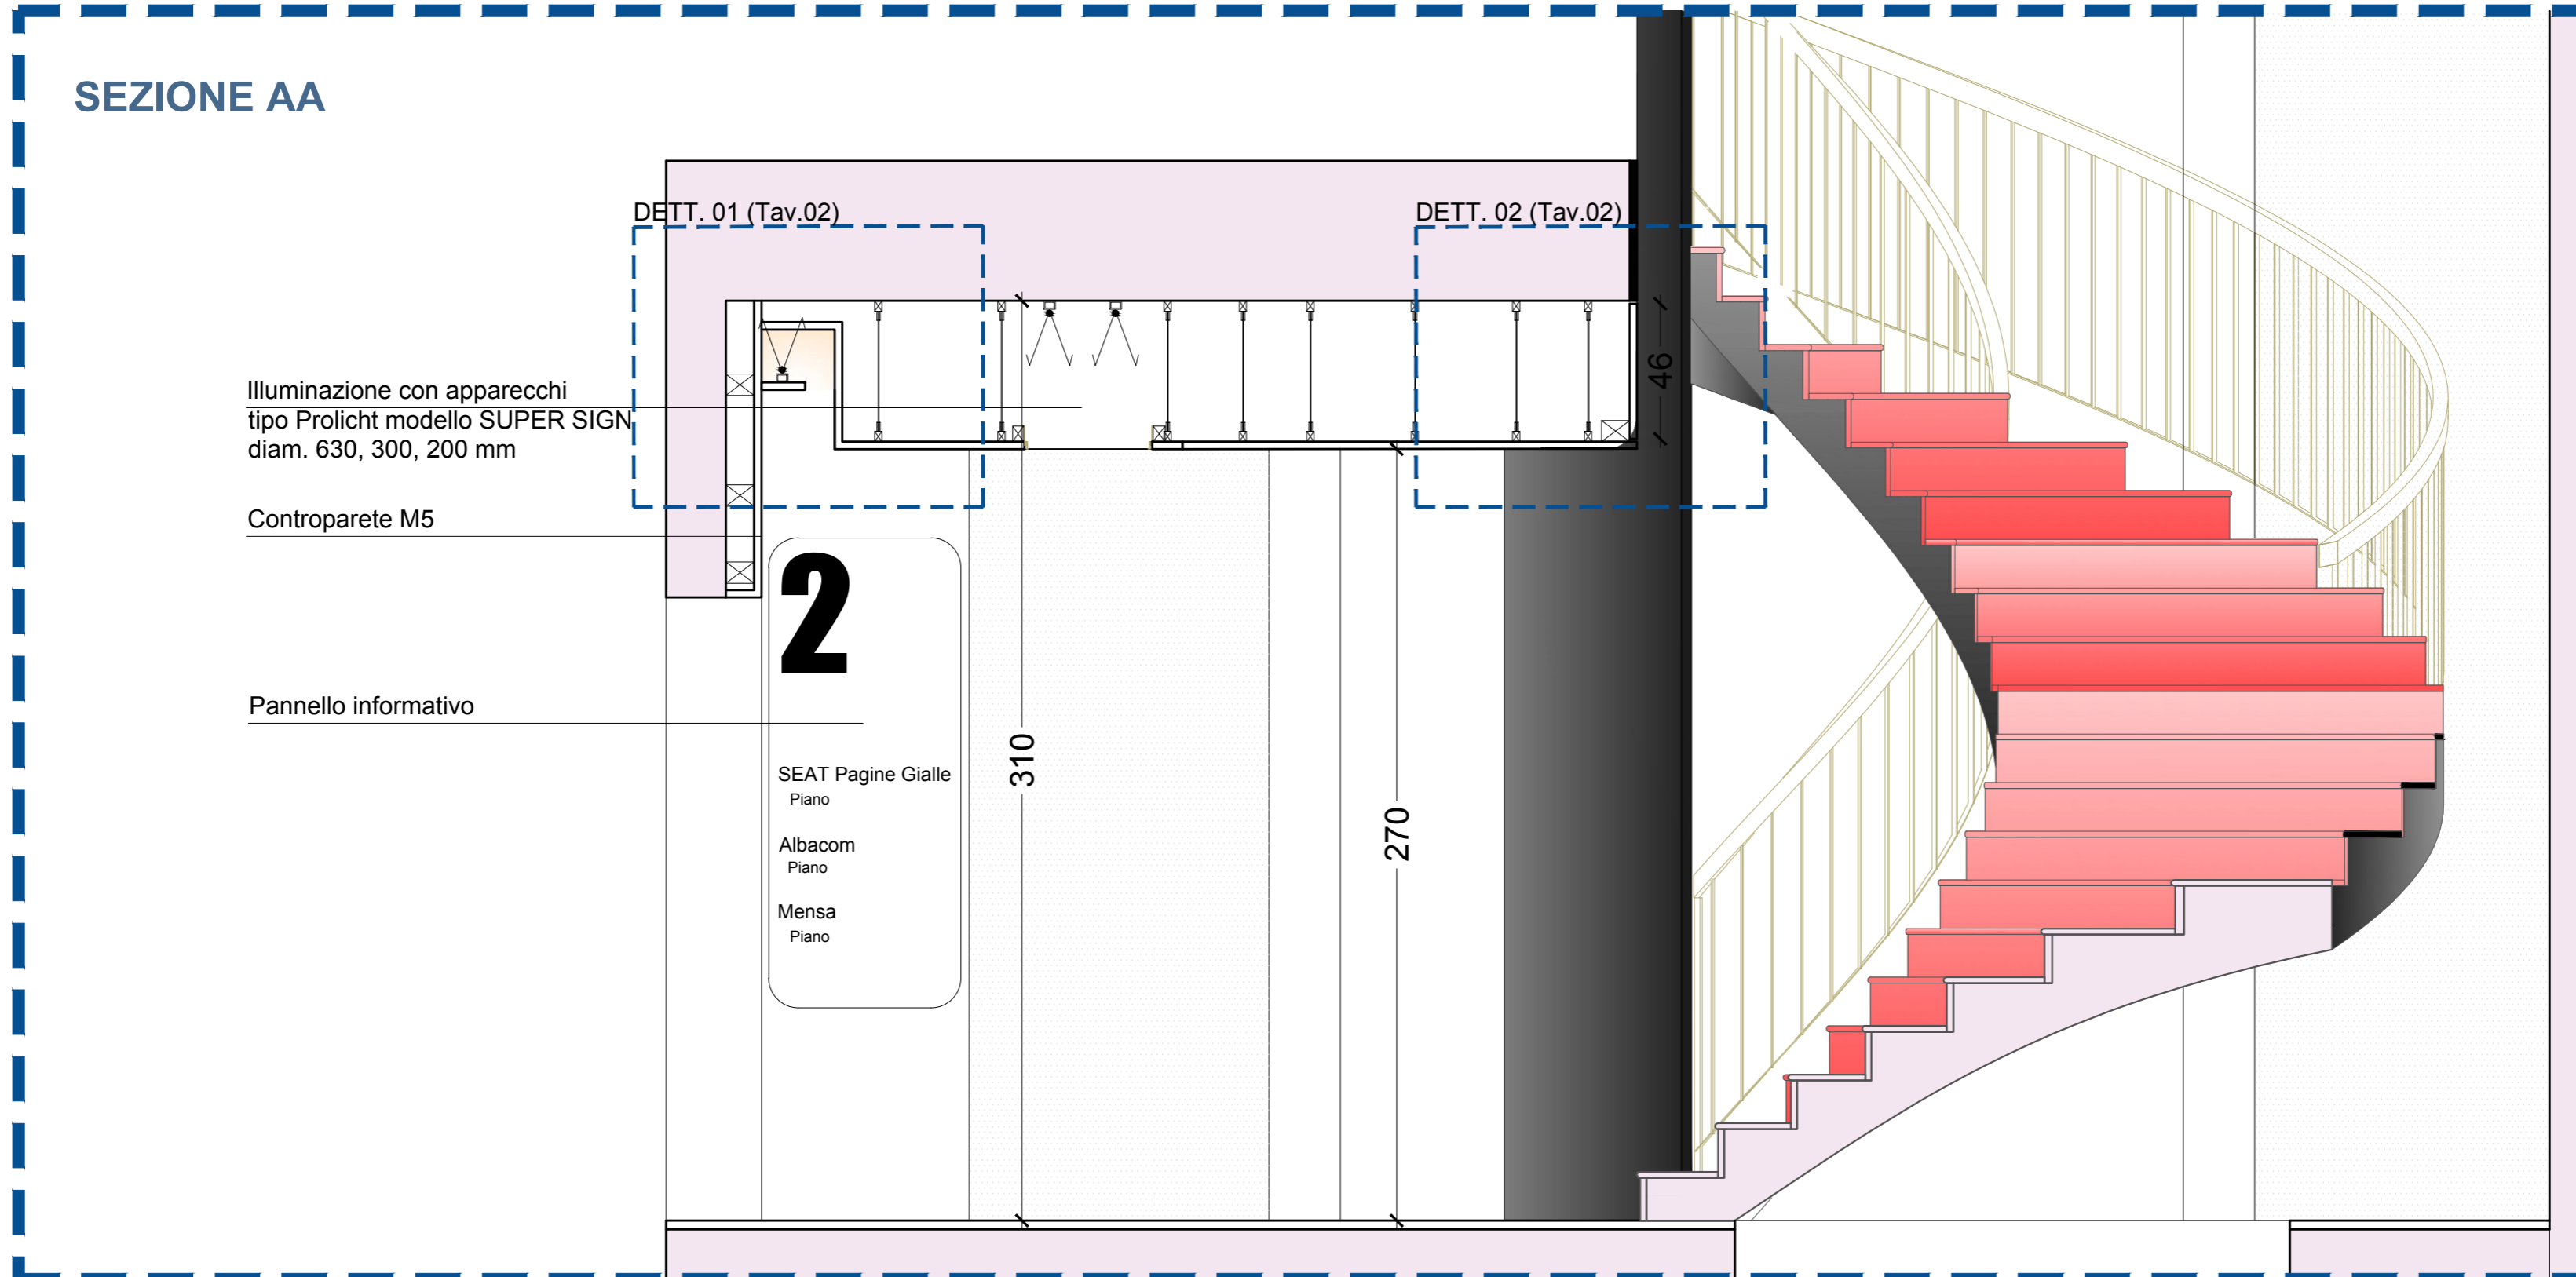 SEZIONE AA
DETT. 01 (Tav.02)
DETT. 02 (Tav.02)
46
Illuminazione con apparecchi
tipo Prolicht modello SUPER SIGN
diam. 630, 300, 200 mm
Controparete M5
2
Pannello informativo
310
SEAT Pagine Gialle
Piano
270
Albacom
Piano
Mensa
Piano